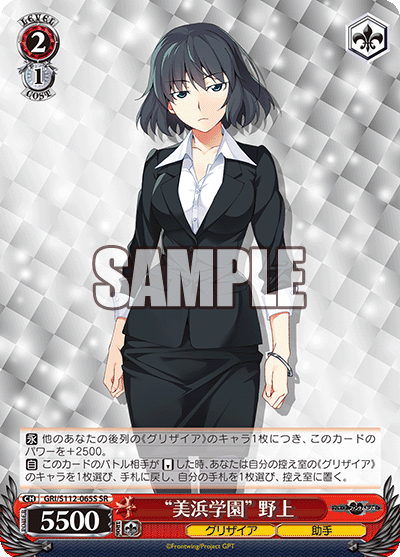 LEVEL
2
1
COST
SAMPLE
永 他のあなたの後列の《グリザイア》のキャラ1枚につき、このカードの
パワーを+2500。
自 このカードのバトル相手が した時、あなたは自分の控え室の《グリザイア》
のキャラを1枚選び、手札に戻し、自分の手札を1枚選び、控え室に置く。
CH GRI/S112-065S SR
POWER 5500
“美浜学園” 野上
グリザイア 助手
©Frontwing/Project GPT